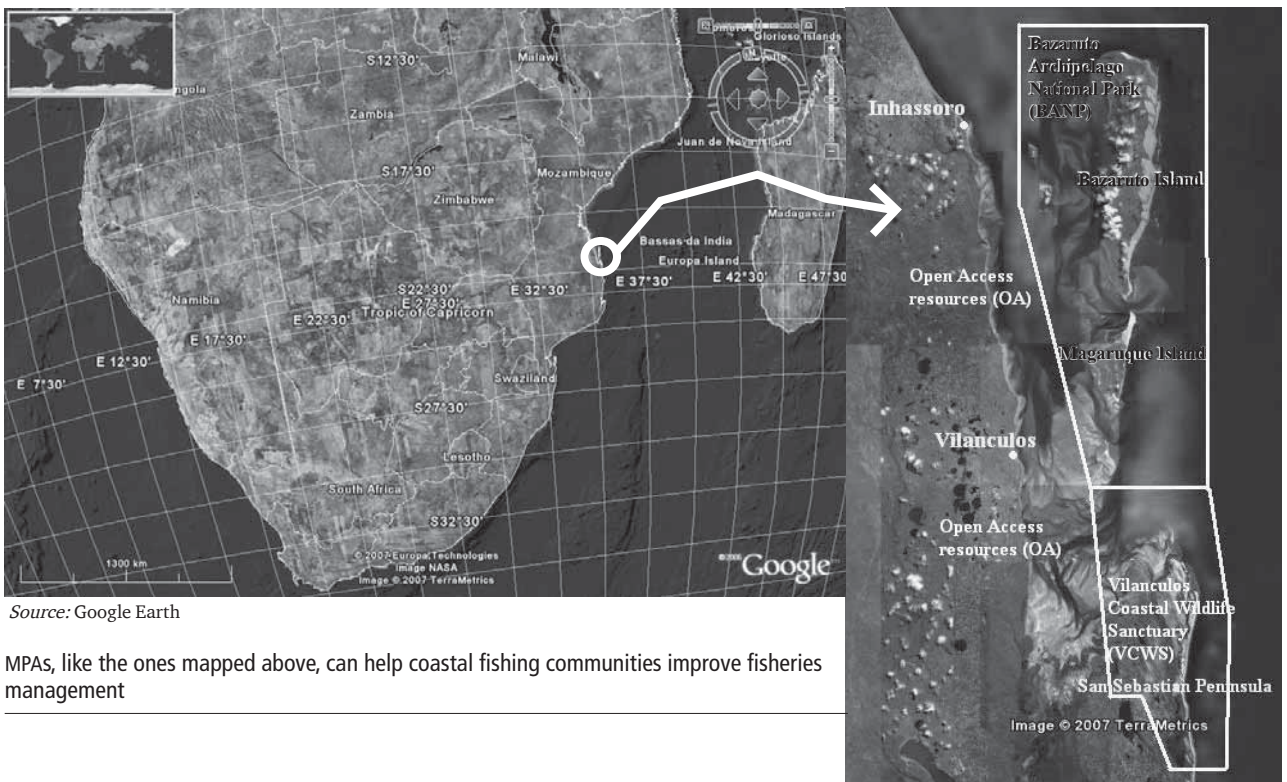 Glorioso Islands
Mayotte
S12°30'
Malawi
Zambia
Juan de Nova Island
S17°30'
Mozambique
Zimbabwe
Madagascar
Bassas da India
Europa Island
Namibia
S22°30'
E 27°30'
E 32°30'
E 37°30'
E 42°30'
E 47°30
E 22°30'
Tropic of Capricorn
E 17°30'
E 12°30'
E 7°30'
Swaziland
S27°30'
Lesotho
South Africa
S32°30'
1300 km
© 2007 Europa Technologies
Image NASA
Image © 2007 TerraMetrics
Google
Bazaruto
Archipelago
National Park
(BANP)
Inhassoro
Bazaruto Island
Open Access
resources (OA)
Magaruque Island
Vilanculos
Open Access
resources (OA)
Vilanculos
Coastal Wildlife
Sanctuary
(VCWS)
San Sebastian Peninsula
Image © 2007 TerraMetrics
Source: Google Earth
MPAs, like the ones mapped above, can help coastal fishing communities improve fisheries
management